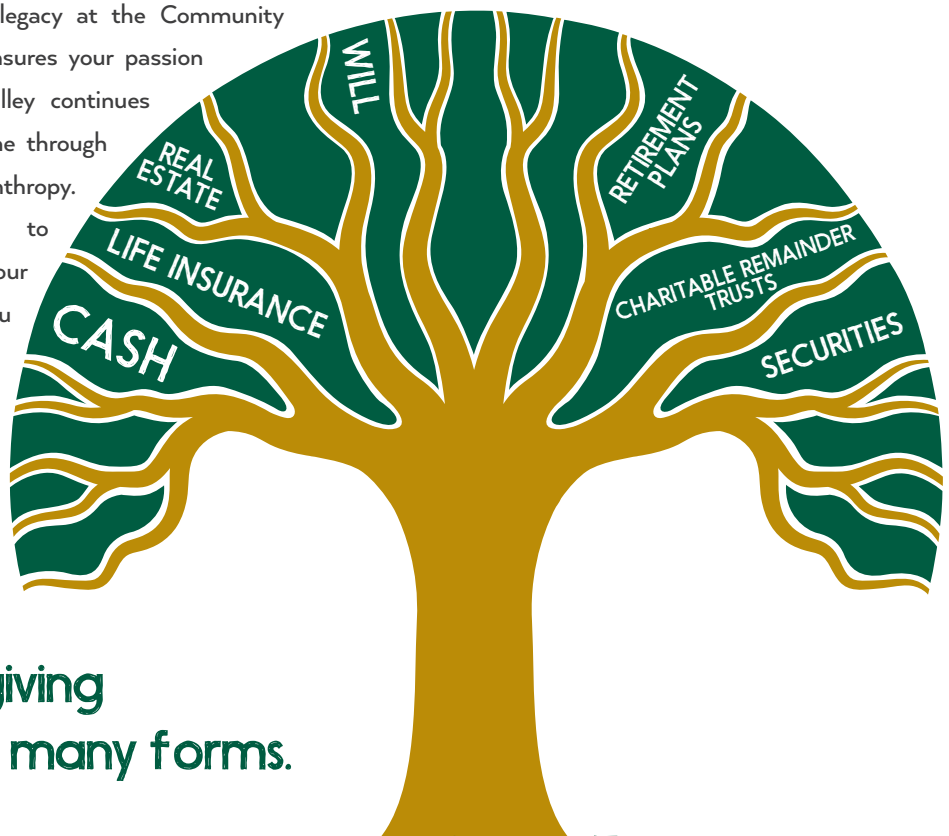 legacy at the Community
nsures your passion
lley continues
e through
nthropy.
to
our
u
REAL
ESTATE
WILL
RETIREMENT
PLANS
LIFE INSURANCE
CHARITABLE REMAINDER
TRUSTS
CASH
SECURITIES
giving
many forms.